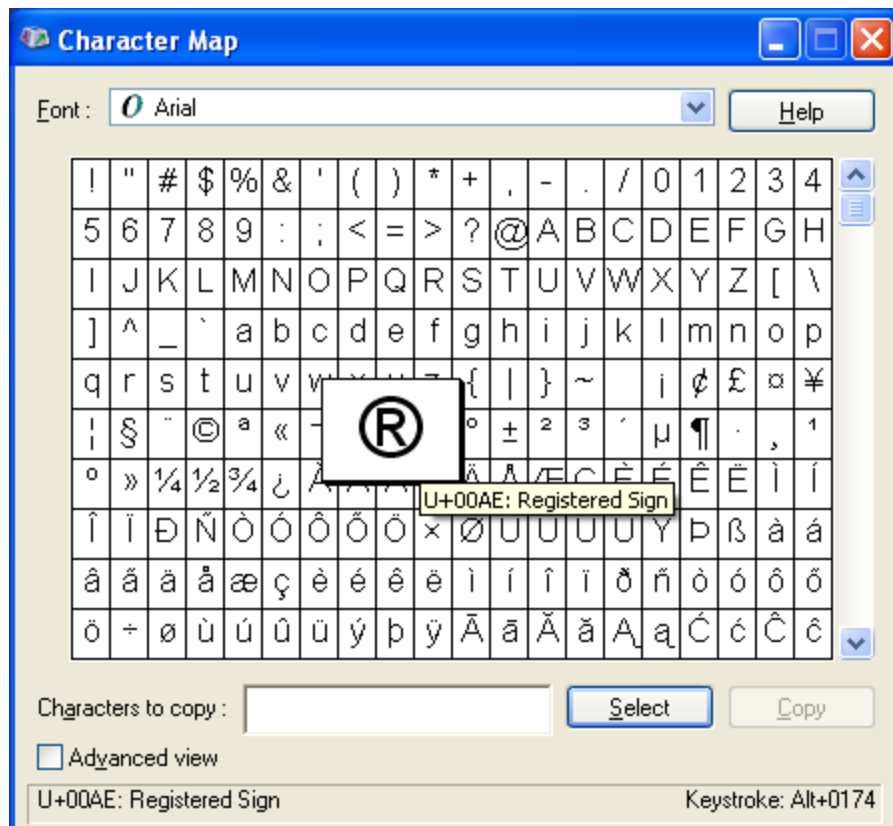 Character Map
Font : O Arial Help
! " # $ % & ' ( ) * + , - . / 0 1 2 3 4
5 6 7 8 9 : ; < = > ? @ A B C D E F G H
I J K L M N O P Q R S T U V W X Y Z [ \
] ^ _ ` a b c d e f g h i j k l m n o p
q r s t u v { | } ~ ¡ ¢ £ ¤ ¥
¦ § ¨ © ª « ® ° ± ² ³ ´ µ ¶ · ¸ ¹
º » ¼ ½ ¾ ¿ Ê Ë Ì Í
U+00AE: Registered Sign
Î Ï Ð Ñ Ò Ó Ô Õ Ö × Ø Þ ß à á
â ã ä å æ ç è é ê ë ì í î ï ð ñ ò ó ô õ
ö ÷ ø ù ú û ü ý þ ÿ Ā ā Ă ă Ą ą Ć ć Ĉ ĉ
Characters to copy : Select Copy
Advanced view
U+00AE: Registered Sign Keystroke: Alt+0174